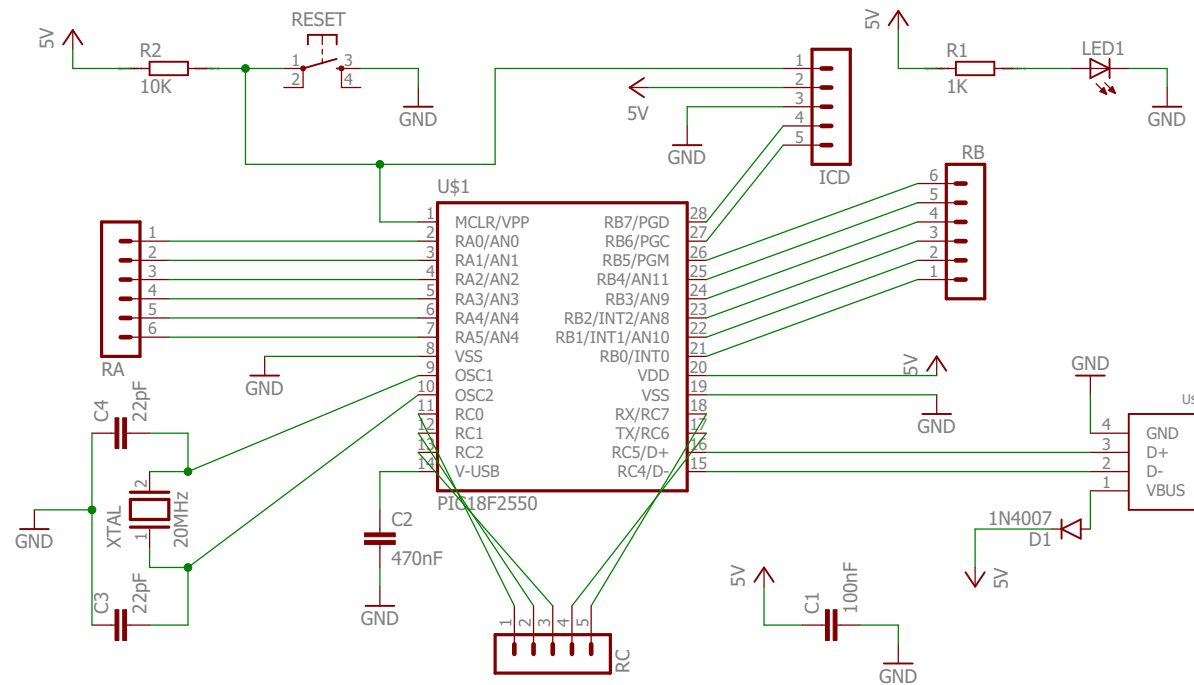 RESET
5V
R2
10K
1
2
3
4
GND
5V
R1
1K
LED1
GND
1
2
3
4
5
5V
GND
ICD
RB
6
5
4
3
2
1
U$1
1 MCLR/VPP RB7/PGD 28
2 RA0/AN0 RB6/PGC 27
3 RA1/AN1 RB5/PGM 26
4 RA2/AN2 RB4/AN11 25
5 RA3/AN3 RB3/AN9 24
6 RA4/AN4 RB2/INT2/AN8 23
7 RA5/AN4 RB1/INT1/AN10 22
8 VSS RB0/INT0 21
9 OSC1 VDD 20
10 OSC2 VSS 19
11 RC0 RX/RC7 18
12 RC1 TX/RC6 17
13 RC2 RC5/D+ 16
14 V-USB RC4/D- 15
PIC18F2550
1
2
3
4
5
6
RA
GND
5V
GND
GND
4 GND
3 D+
2 D-
1 VBUS
1N4007
D1
5V
C4
22pF
2
XTAL
20MHz
1
GND
C3
22pF
C2
470nF
GND
1
2
3
4
5
RC
5V
C1
100nF
GND